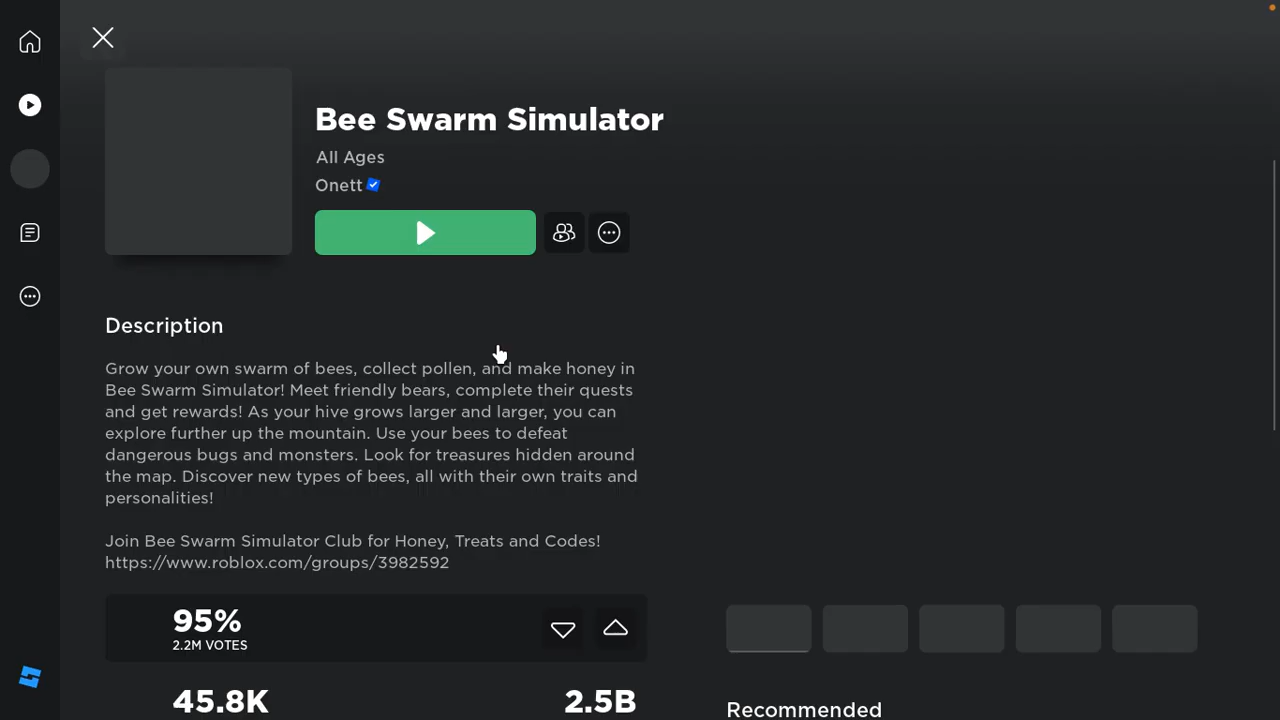 Bee Swarm Simulator
All Ages
Onett
Description
Grow your own swarm of bees, collect pollen, and make honey in
Bee Swarm Simulator! Meet friendly bears, complete their quests
and get rewards! As your hive grows larger and larger, you can
explore further up the mountain. Use your bees to defeat
dangerous bugs and monsters. Look for treasures hidden around
the map. Discover new types of bees, all with their own traits and
personalities!
Join Bee Swarm Simulator Club for Honey, Treats and Codes!
https://www.roblox.com/groups/3982592
95%
2.2M VOTES
45.8K
2.5B
Recommended